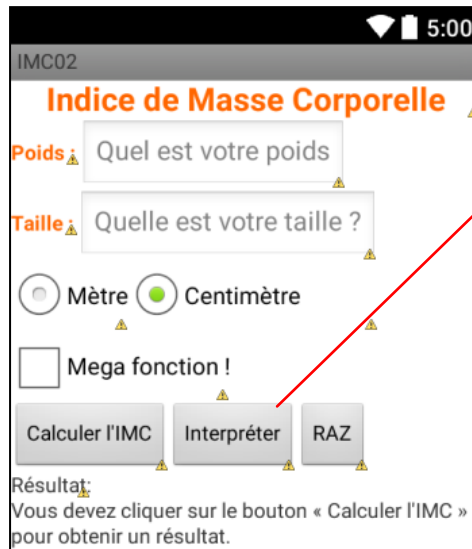 5:00
IMC02
Indice de Masse Corporelle
Poids : Quel est votre poids
Taille : Quelle est votre taille ?
Mètre Centimètre
Mega fonction !
Calculer l'IMC Interpréter RAZ
Résultat:
Vous devez cliquer sur le bouton « Calculer l'IMC »
pour obtenir un résultat.